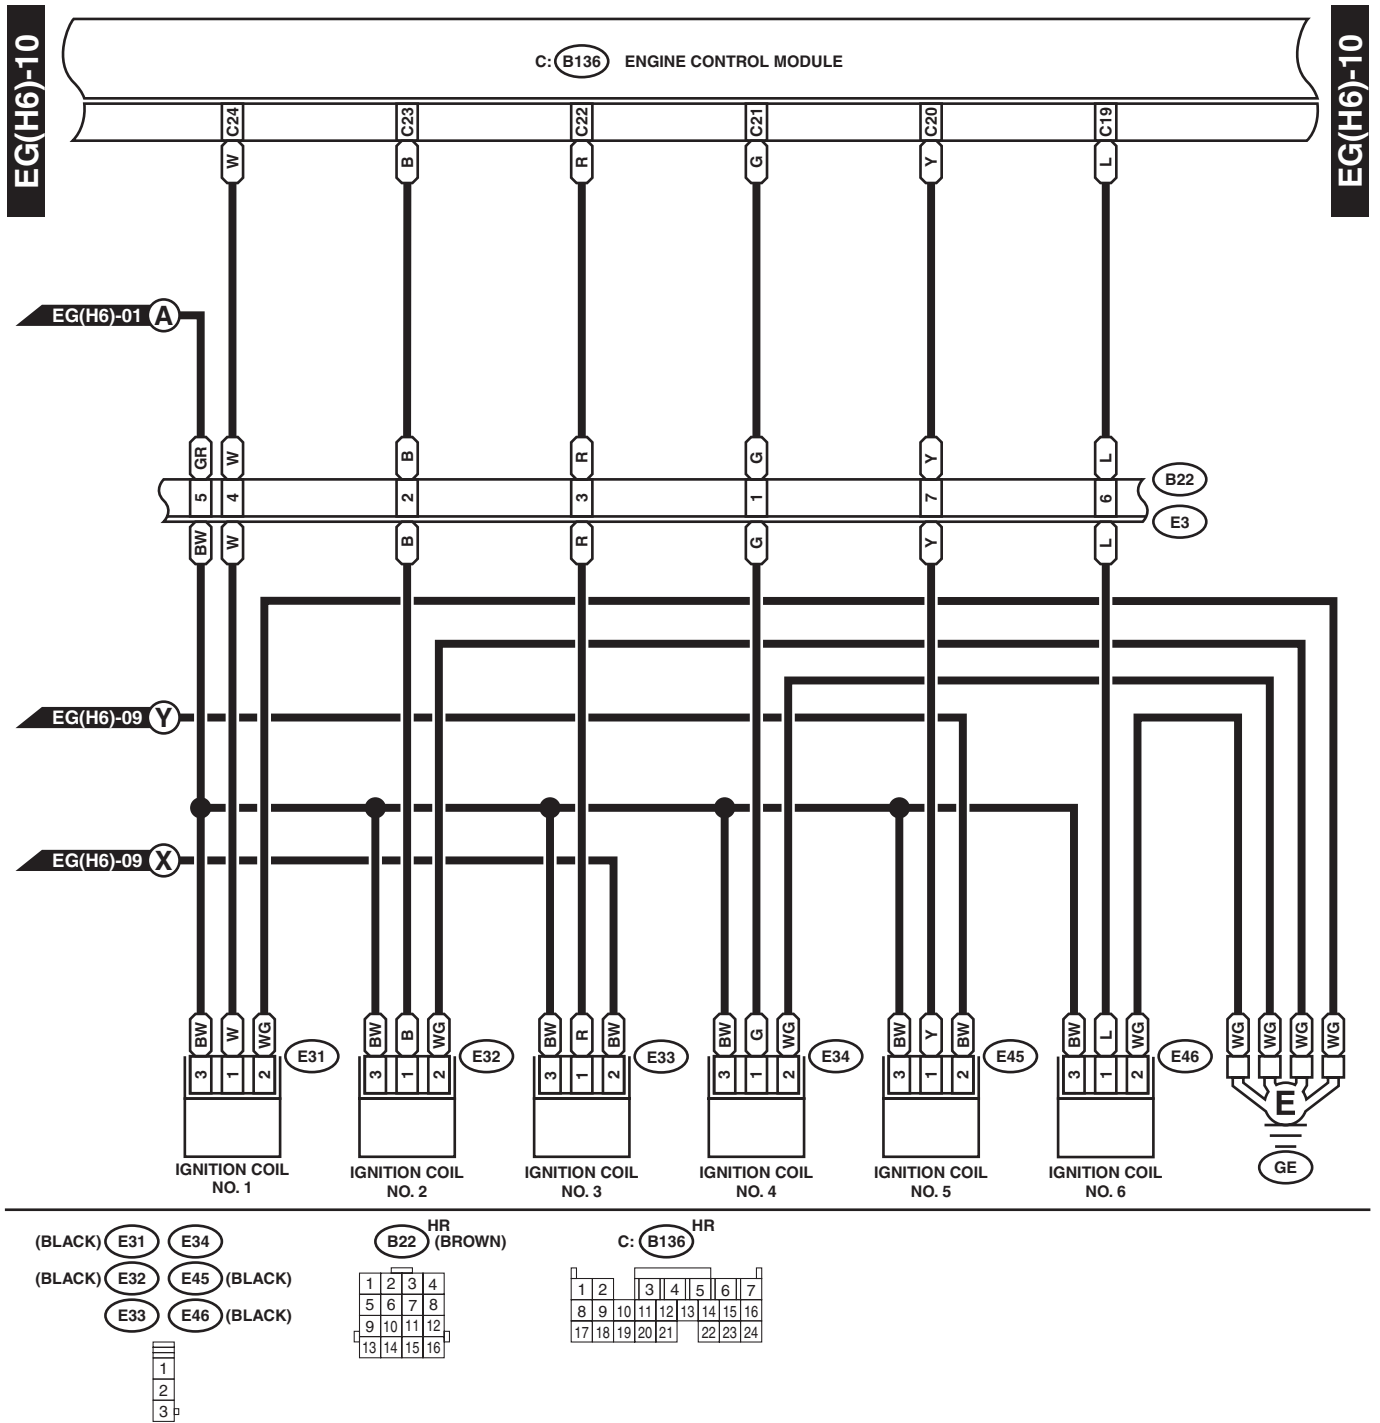 EG(H6)-10
EG(H6)-10
C: B136 ENGINE CONTROL MODULE
C24 C23 C22 C21 C20 C19
W B R G Y L
EG(H6)-01 A
GR W B R G Y L
5 4 2 3 1 7 6
B22
E3
BW W B R G Y L
EG(H6)-09 Y
EG(H6)-09 X
BW W WG BW B WG BW R BW BW G WG BW Y BW BW L WG WG WG WG WG
3 1 2 3 1 2 3 1 2 3 1 2 3 1 2 3 1 2
E31 E32 E33 E34 E45 E46
E
GE
IGNITION COIL
NO. 1
IGNITION COIL
NO. 2
IGNITION COIL
NO. 3
IGNITION COIL
NO. 4
IGNITION COIL
NO. 5
IGNITION COIL
NO. 6
(BLACK) E31 E34
(BLACK) E32 E45 (BLACK)
E33 E46 (BLACK)
1
2
3
HR
B22 (BROWN)
1 2 3 4
5 6 7 8
9 10 11 12
13 14 15 16
HR
C: B136
1 2 3 4 5 6 7
8 9 10 11 12 13 14 15 16
17 18 19 20 21 22 23 24